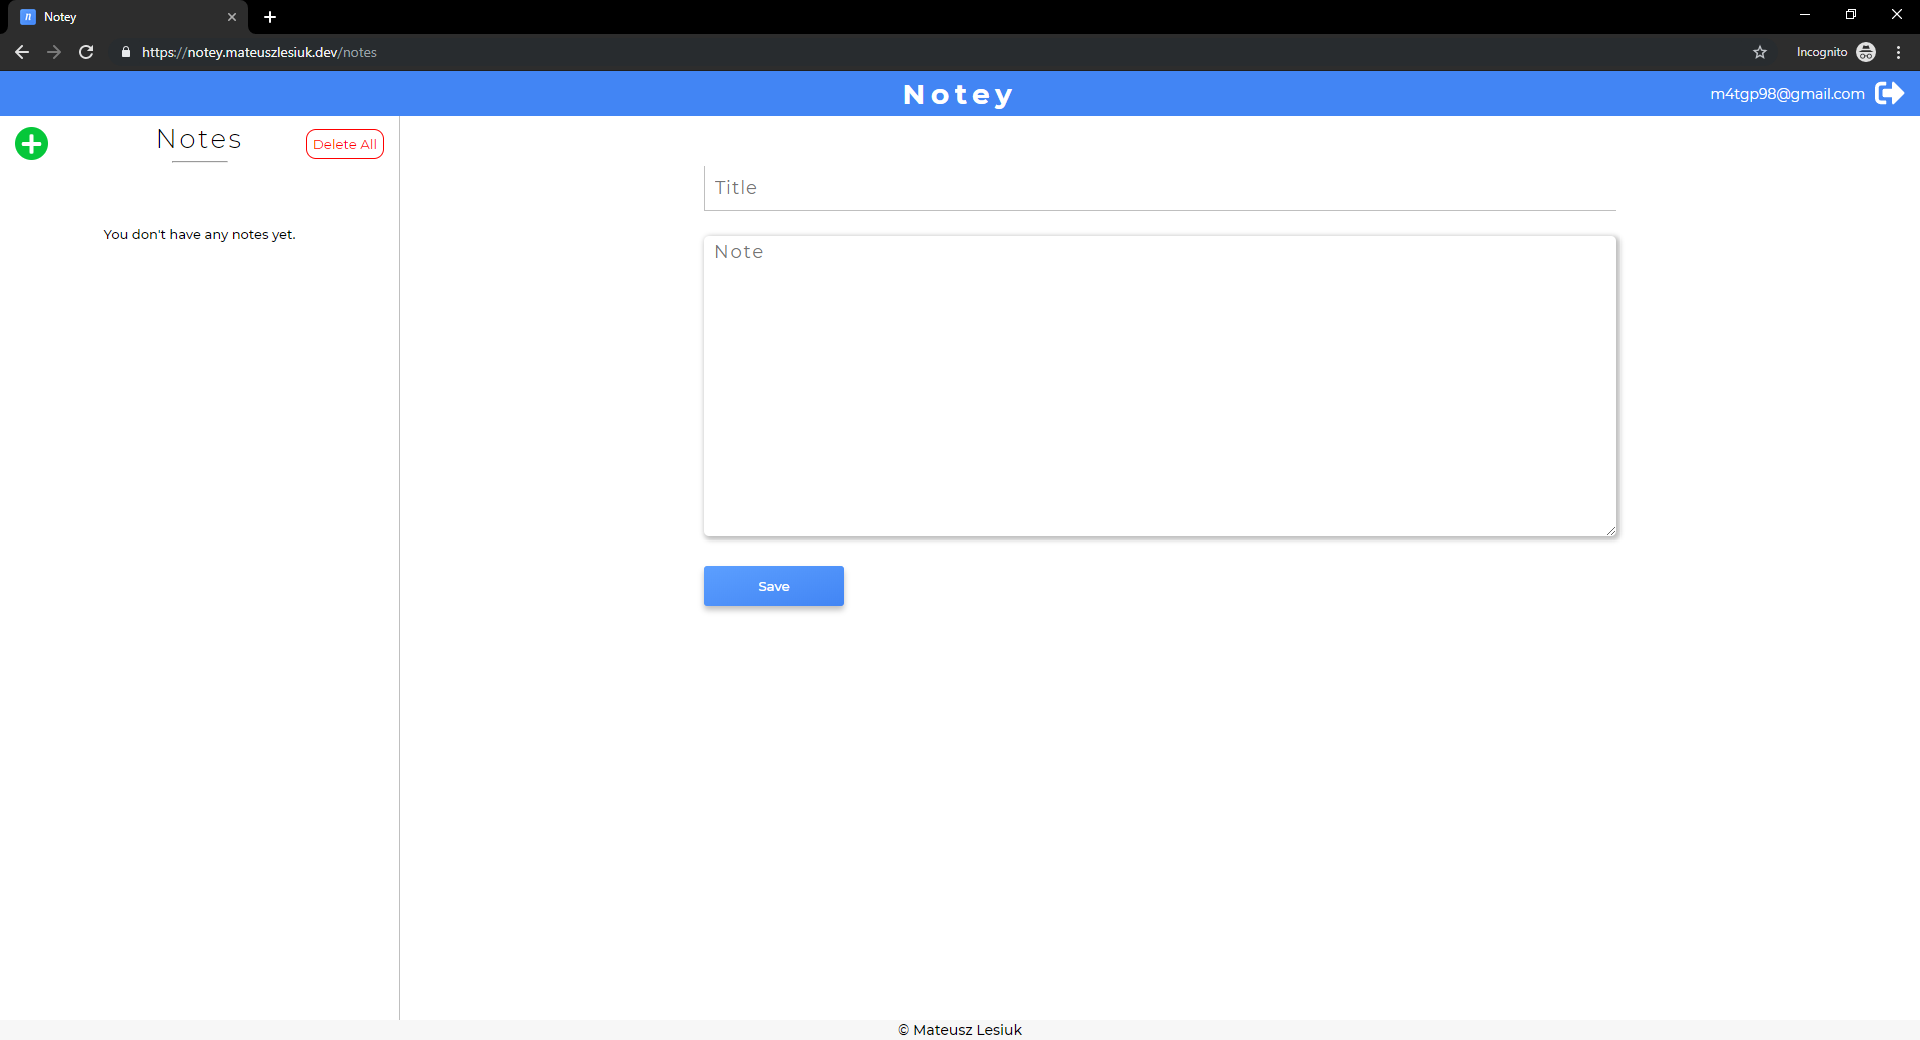 n Notey
https://notey.mateuszlesiuk.dev/notes
Incognito
Notey
m4tgp98@gmail.com
Notes
Delete All
You don't have any notes yet.
Title
Note
Save
© Mateusz Lesiuk